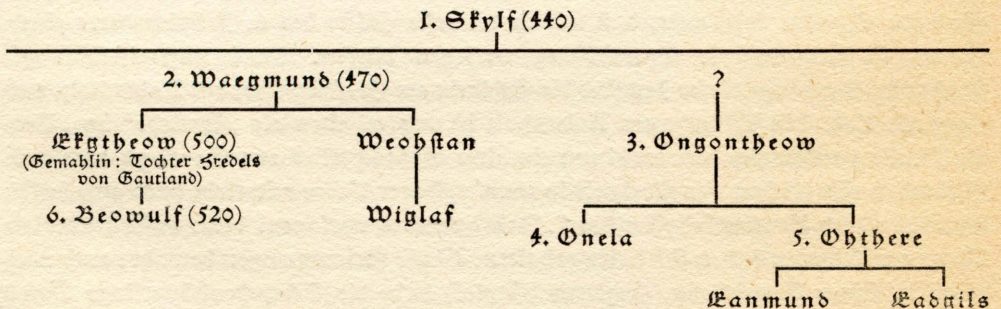 1. Skylf (440)
2. Waegmund (470) ?
Ekgtheow (500) Weohstan 3. Ongontheow
(Gemahlin: Tochter Hredels
von Gautland)
6. Beowulf (520) Wiglaf
4. Onela 5. Ohthere
Eanmund Eadgils